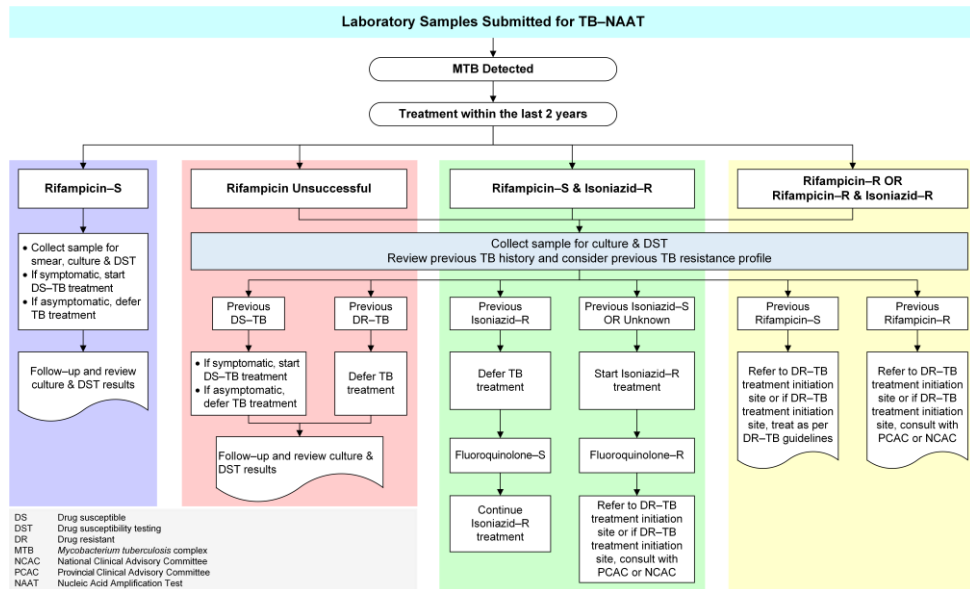 Laboratory Samples Submitted for TB–NAAT
MTB Detected
Treatment within the last 2 years
Rifampicin–S
Rifampicin Unsuccessful
Rifampicin–S & Isoniazid–R
Rifampicin–R OR
Rifampicin–R & Isoniazid–R
• Collect sample for
smear, culture & DST
• If symptomatic, start
DS–TB treatment
• If asymptomatic, defer
TB treatment
Follow–up and review
culture & DST results
Collect sample for culture & DST
Review previous TB history and consider previous TB resistance profile
Previous
DS–TB
Previous
DR–TB
Previous
Isoniazid–R
Previous Isoniazid–S
OR Unknown
Previous
Rifampicin–S
Previous
Rifampicin–R
• If symptomatic, start
DS–TB treatment
• If asymptomatic,
defer TB treatment
Defer TB
treatment
Follow–up and review culture &
DST results
Defer TB
treatment
Start Isoniazid–R
treatment
Fluoroquinolone–S
Fluoroquinolone–R
Continue
Isoniazid–R
treatment
Refer to DR–TB
treatment initiation
site or if DR–TB
treatment initiation
site, consult with
PCAC or NCAC
Refer to DR–TB
treatment initiation
site or if DR–TB
treatment initiation
site, treat as per
DR–TB guidelines
Refer to DR–TB
treatment initiation
site or if DR–TB
treatment initiation
site, consult with
PCAC or NCAC
DS Drug susceptible
DST Drug susceptibility testing
DR Drug resistant
MTB Mycobacterium tuberculosis complex
NCAC National Clinical Advisory Committee
PCAC Provincial Clinical Advisory Committee
NAAT Nucleic Acid Amplification Test